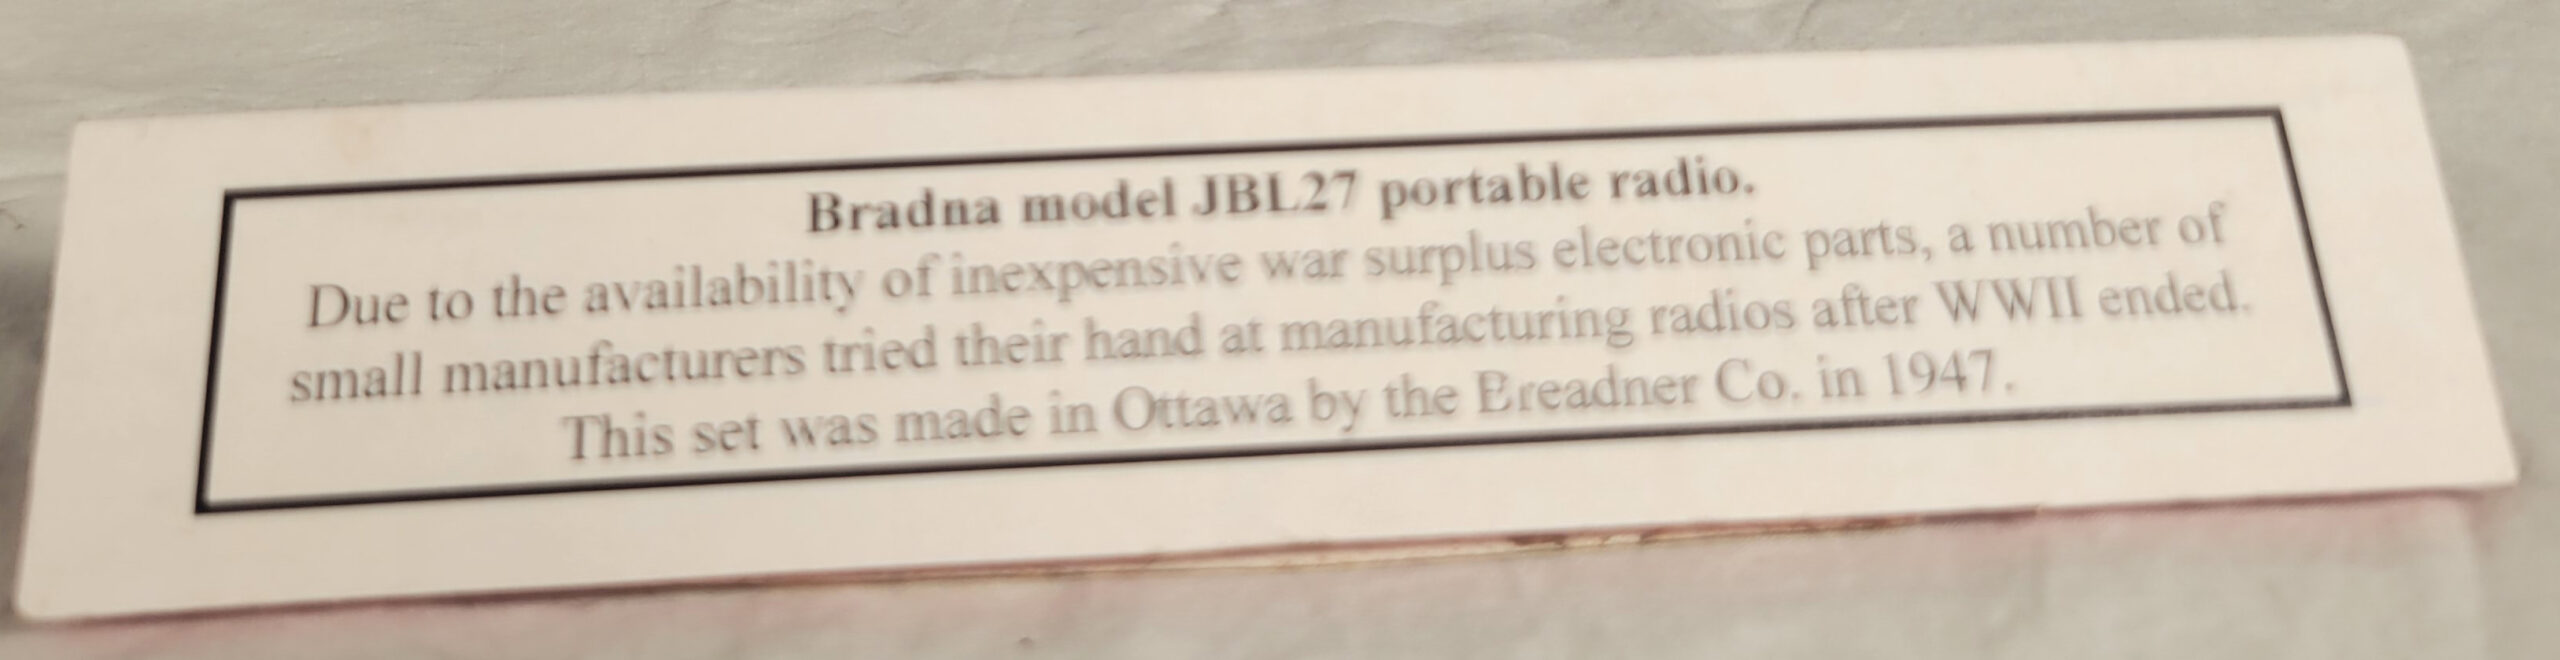 Bradna model JBL27 portable radio.
Due to the availability of inexpensive war surplus electronic parts, a number of
small manufacturers tried their hand at manufacturing radios after WWII ended.
This set was made in Ottawa by the Breadner Co. in 1947.